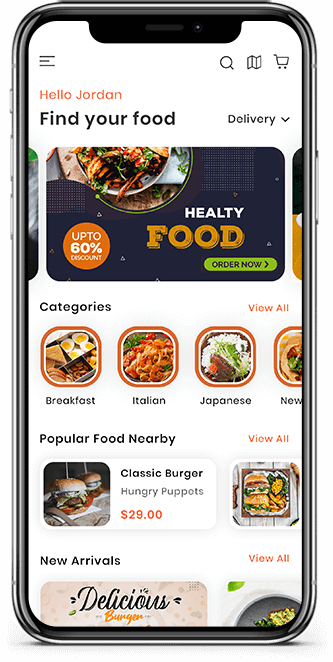 Hello Jordan
Find your food
Delivery
HEALTY
FOOD
UPTO
60%
DISCOUNT
ORDER NOW
Categories
View All
Breakfast
Italian
Japanese
New
Popular Food Nearby
View All
Classic Burger
Hungry Puppets
$29.00
New Arrivals
View All
Delicious
Burger